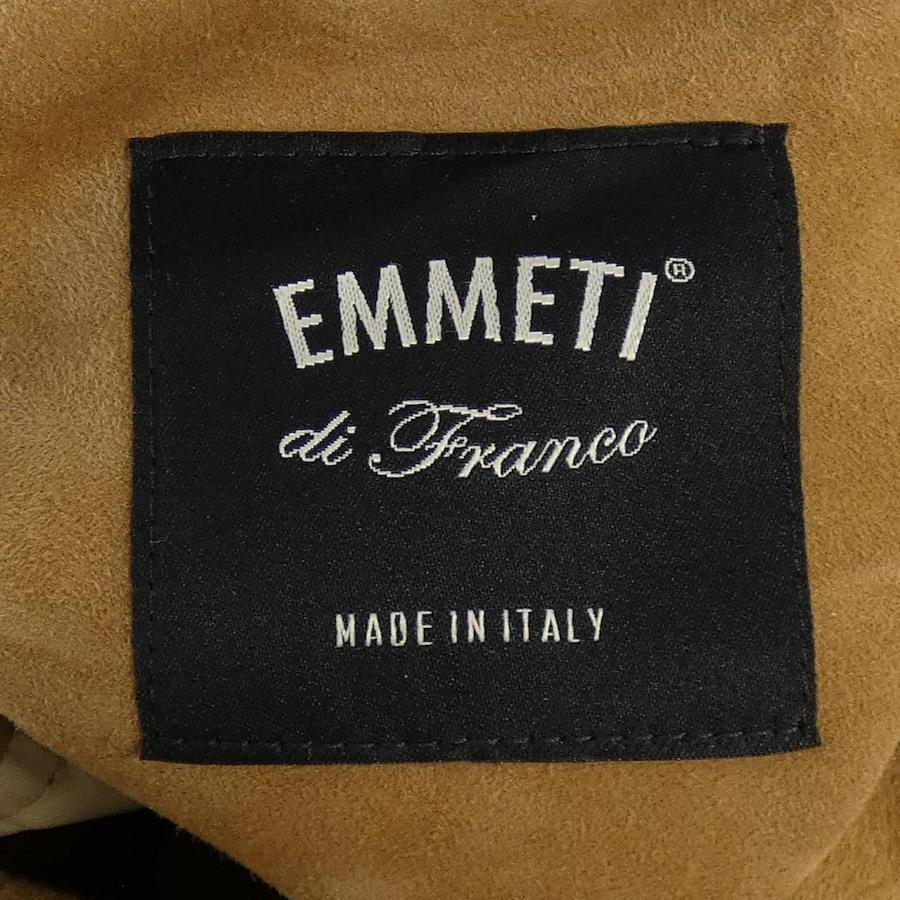 EMMETI®
di Franco
MADE IN ITALY